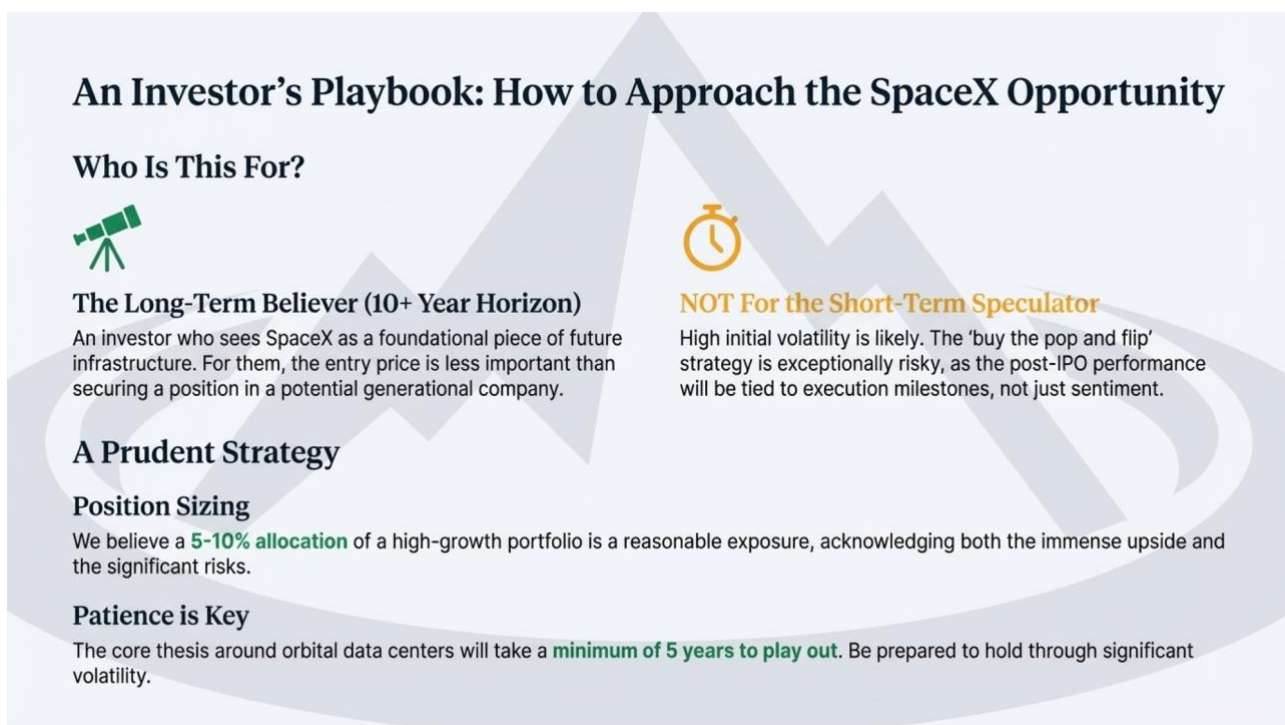 An Investor’s Playbook: How to Approach the SpaceX Opportunity
Who Is This For?
The Long-Term Believer (10+ Year Horizon)
An investor who sees SpaceX as a foundational piece of future
infrastructure. For them, the entry price is less important than
securing a position in a potential generational company.
NOT For the Short-Term Speculator
High initial volatility is likely. The ‘buy the pop and flip’
strategy is exceptionally risky, as the post-IPO performance
will be tied to execution milestones, not just sentiment.
A Prudent Strategy
Position Sizing
We believe a 5-10% allocation of a high-growth portfolio is a reasonable exposure, acknowledging both the immense upside and
the significant risks.
Patience is Key
The core thesis around orbital data centers will take a minimum of 5 years to play out. Be prepared to hold through significant
volatility.